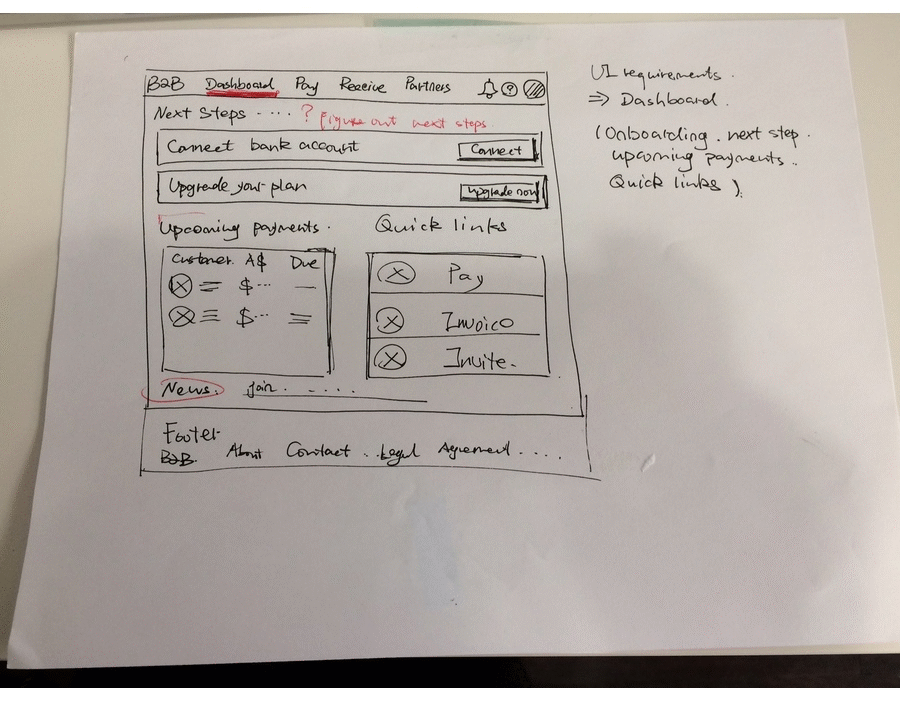 B2B Dashboard Pay Receive Partners ?
Next Steps .... ? Figure out next steps.
Connect bank account Connect
Upgrade your plan Upgrade now
Upcoming payments.
Quick links
Customer. A$ Due
$...
$...
Pay
Invoice
Invite.
News. Join. - ....
Footer
B2B. About Contact .. Legal Agreement ....
UI requirements.
=> Dashboard.
(Onboarding. next step.
upcoming payments..
Quick links).